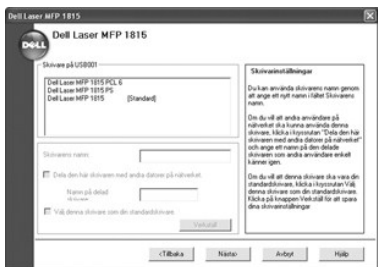 Dell Laser MFP 1815
DELL
Dell Laser MFP 1815
Skrivare på USB001
Dell Laser MFP 1815 PCL 6
Dell Laser MFP 1815 PS
Dell Laser MFP 1815 [Standard]
Skrivarens namn
Dela den här skrivaren med andra datorer på nätverket.
Namn på delad
Välj denna skrivare som din standardskrivare
Verkställ
Skrivarinställningar
Du kan använda skrivarens namn genom
att ange ett nytt namn i fältet Skrivarens
namn.
Om du vill att andra användare på
nätverket ska kunna använda denna
skrivare, klicka i kryssrutan "Dela den här
skrivaren med andra datorer på nätverket"
och ange ett namn på den delade
skrivaren som andra användare enkelt
känner igen.
Om du vill att denna skrivare ska vara din
standardskrivare, klicka i kryssrutan Välj
denna skrivare som din standardskrivare.
Klicka på knappen Verkställ för att spara
dina skrivarinställningar
<Tillbaka
Nästa>
Avbryt
Hjälp